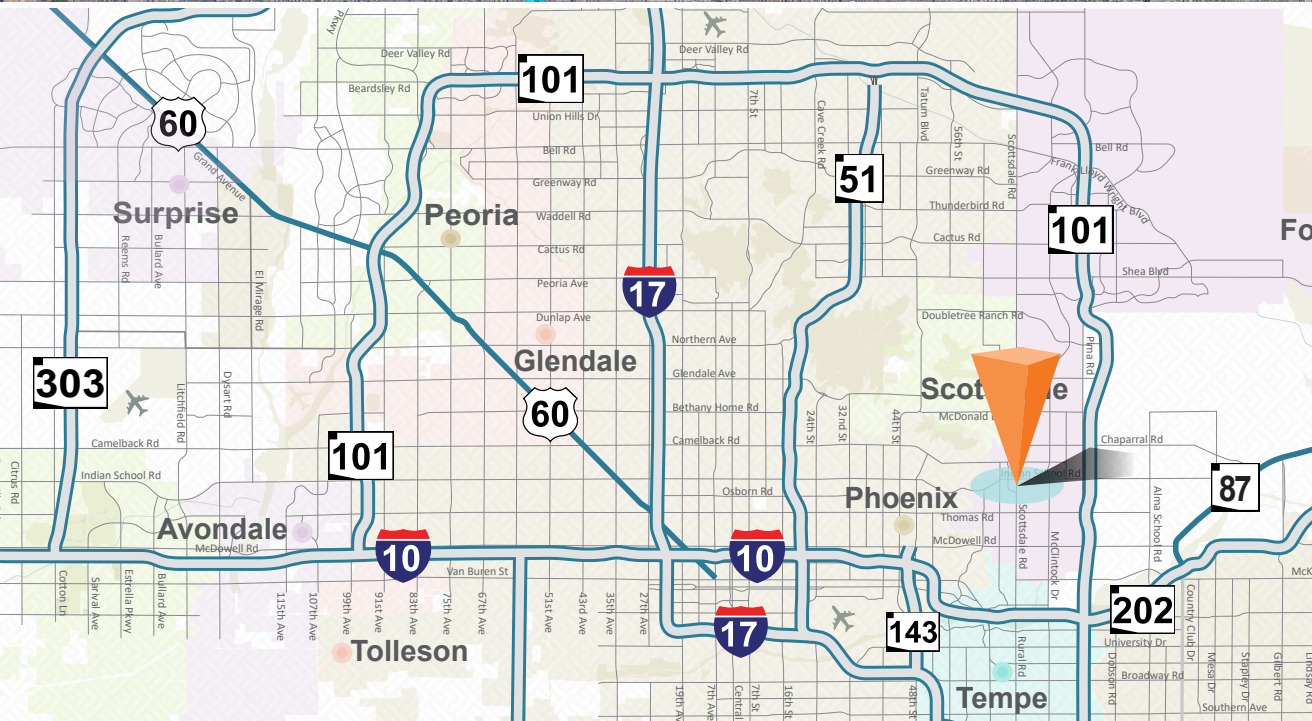 Pkwy
Deer Valley Rd
Deer Valley Rd
101
60
Beardsley Rd
7th St
Cave Creek Rd
Tatum Blvd
Union Hills Dr
56th St
Scottsdale Rd
Bell Rd
Bell Rd
Grand Avenue
Greenway Rd
51
Greenway Rd
Frank Lloyd Wright Blvd
Surprise
Peoria
Waddell Rd
Thunderbird Rd
101
Fo
Reems Rd
Bullard Ave
Cactus Rd
Cactus Rd
El Mirage Rd
Peoria Ave
17
Shea Blvd
Dunlap Ave
Doubletree Ranch Rd
Northern Ave
Pima Rd
Glendale
303
Glendale Ave
Litchfield Rd
Dysart Rd
Scot
e
60
Bethany Home Rd
24th St
32nd St
44th St
McDonald
Camelback Rd
101
Camelback Rd
Chaparral Rd
Citrus Rd
Indian School Rd
Indian School Rd
87
Osborn Rd
Phoenix
Alma School Rd
Avondale
McDowell Rd
Thomas Rd
Scottsdale Rd
McDowell Rd
McClintock Dr
10
10
Van Buren St
Cotton Ln
Sarival Ave
Estrella Pkwy
Bullard Ave
115th Ave
107th Ave
99th Ave
91st Ave
83th Ave
75th Ave
67th Ave
51st Ave
43rd Ave
35th Ave
27th Ave
McK
17
143
202
Country Club Dr
University Dr
Tolleson
Rural Rd
Dobson Rd
Mesa Dr
Stapley Dr
Gilbert Rd
Lindsay Rd
Broadway Rd
19th Av
7th Ave
Central
7th St
16th St
48th St
Tempe
Southern Ave